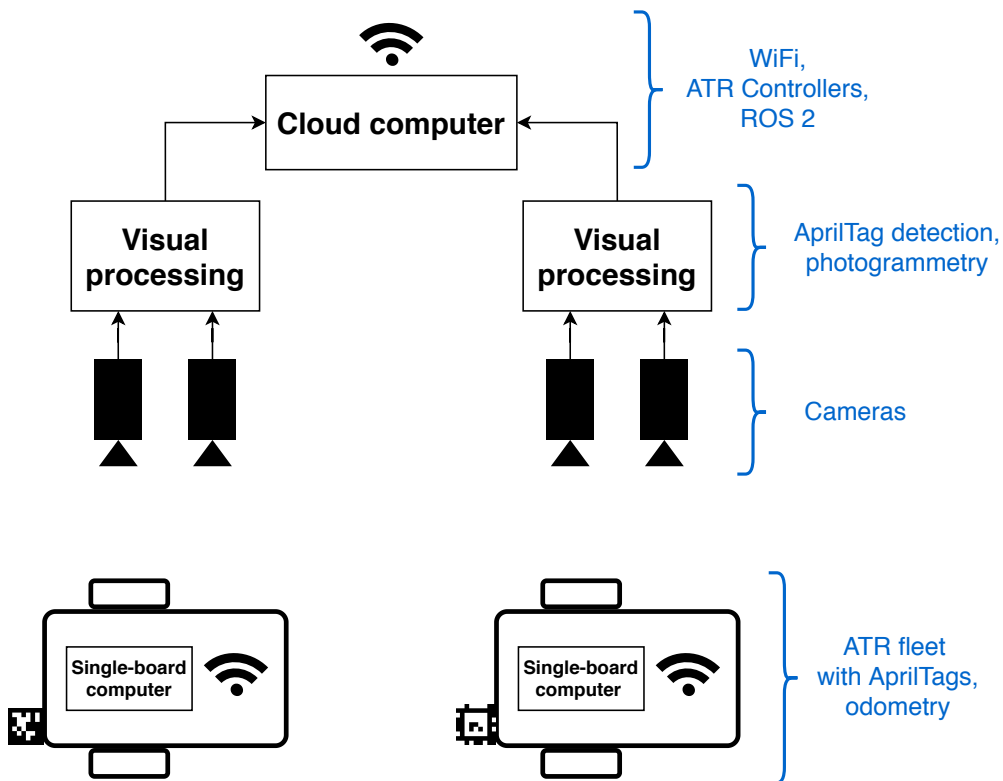 WiFi,
ATR Controllers,
ROS 2
Cloud computer
Visual
processing
Visual
processing
AprilTag detection,
photogrammetry
Cameras
Single-board
computer
Single-board
computer
ATR fleet
with AprilTags,
odometry